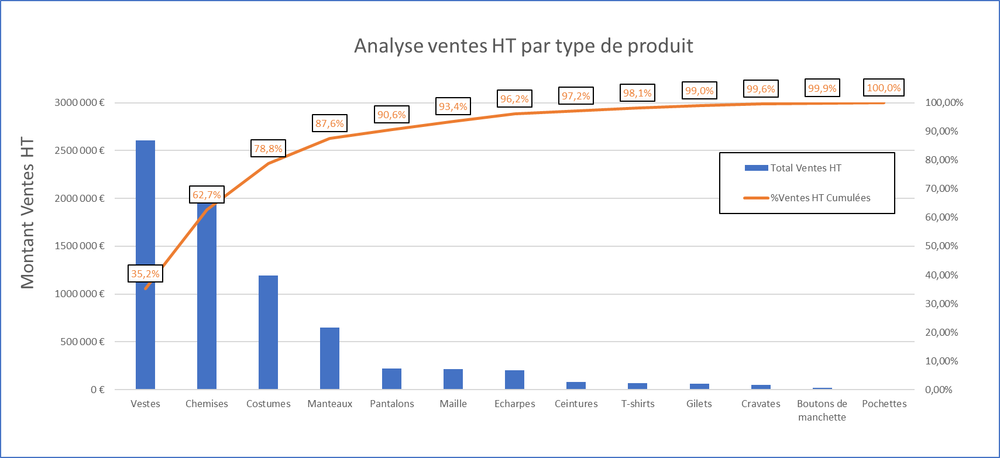 Analyse ventes HT par type de produit
Montant Ventes HT
3000 000 €
2500 000 €
2000 000 €
1500 000 €
1000 000 €
500 000 €
0 €
35,2%
62,7%
78,8%
87,6%
90,6%
93,4%
96,2%
97,2%
98,1%
99,0%
99,6%
99,9%
100,0%
100,00%
90,00%
80,00%
70,00%
60,00%
50,00%
40,00%
30,00%
20,00%
10,00%
0,00%
Total Ventes HT
%Ventes HT Cumulées
Vestes
Chemises
Costumes
Manteaux
Pantalons
Maille
Echarpes
Ceintures
T-shirts
Gilets
Cravates
Boutons de
manchette
Pochettes